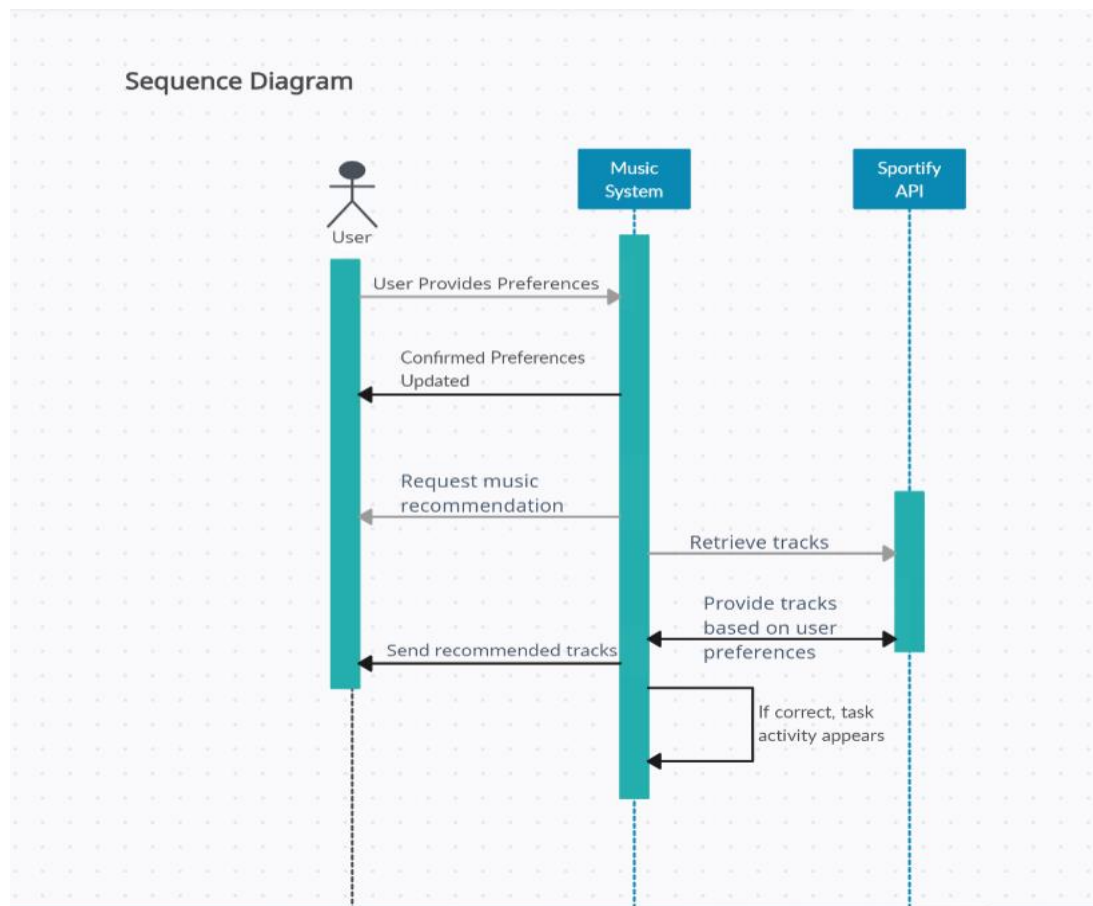 Sequence Diagram
Music
System
Sportify
API
User
User Provides Preferences
Confirmed Preferences
Updated
Request music
recommendation
Retrieve tracks
Provide tracks
based on user
preferences
Send recommended tracks
If correct, task
activity appears